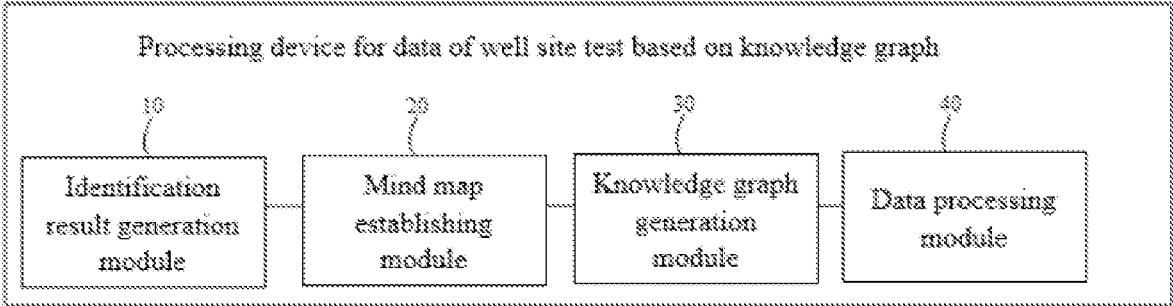 Processing device for data of well site test based on knowledge graph
10
20
30
40
Identification
result generation
module
Mind map
establishing
module
Knowledge graph
generation
module
Data processing
module